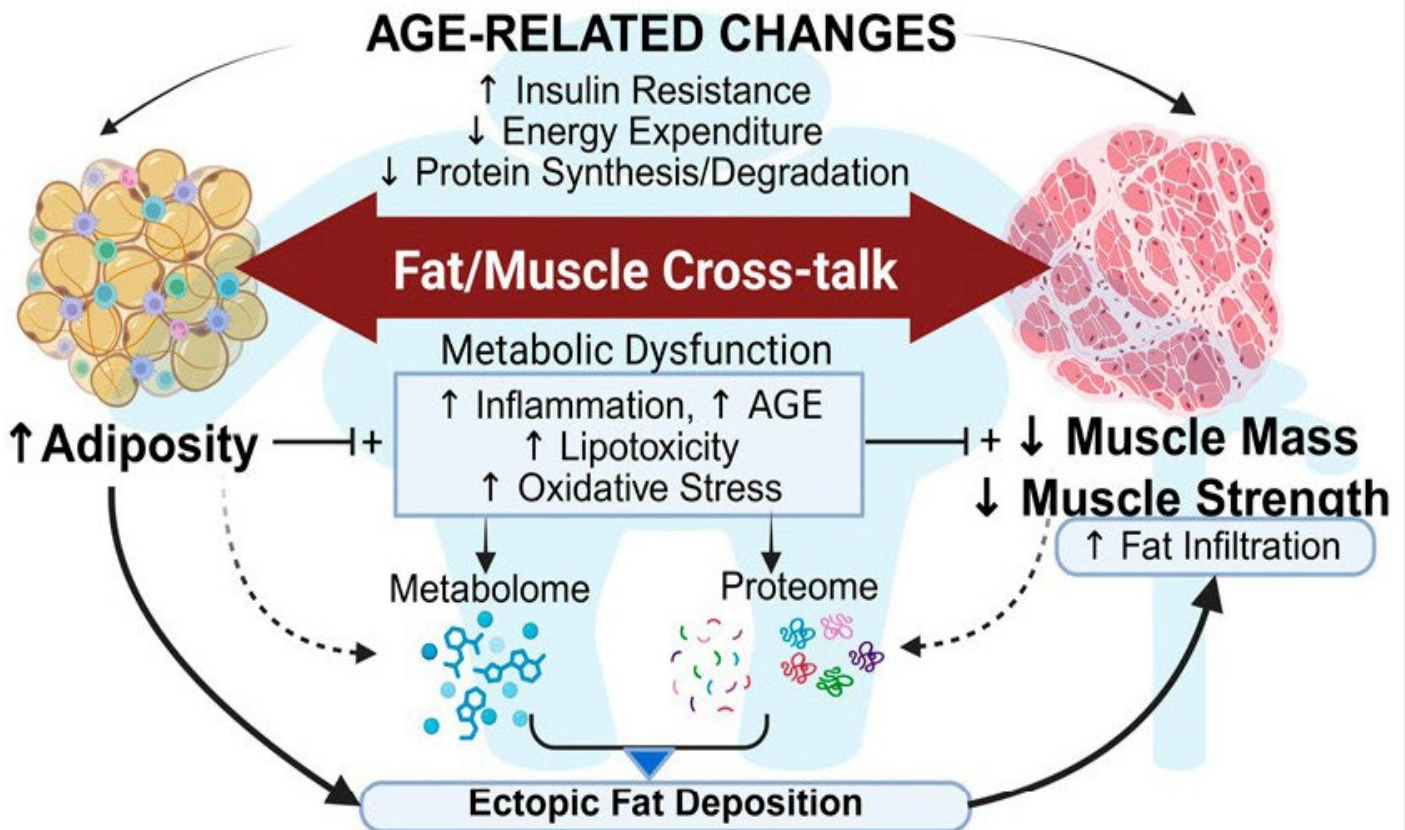 AGE-RELATED CHANGES
↑ Insulin Resistance
↓ Energy Expenditure
↓ Protein Synthesis/Degradation
Fat/Muscle Cross-talk
Metabolic Dysfunction
↑ Inflammation, ↑ AGE
↑ Lipotoxicity
↑ Oxidative Stress
↑ Adiposity
+
+
↓ Muscle Mass
↓ Muscle Strength
↑ Fat Infiltration
Metabolome
Proteome
Ectopic Fat Deposition